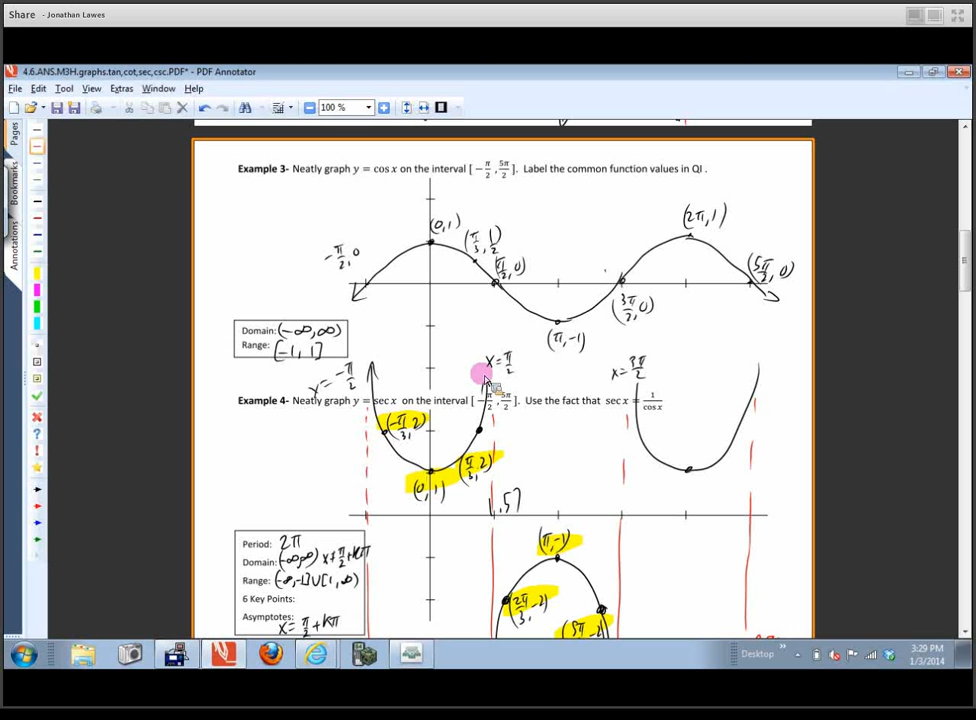 Share - Jonathan Lawes
4.6.ANS.M3H.graphs.tan,cot,sec,csc.PDF* - PDF Annotator
File Edit Tool View Extras Window Help
100 %
Pages
Bookmarks
Annotations
Example 3- Neatly graph y = cos x on the interval [ −π/2 , 5π/2 ]. Label the common function values in QI .
(0,1)
(π/3, 1/2)
(2π, 1)
−π/2, 0
(π/2, 0)
(5π/2, 0)
(3π/2, 0)
(π, -1)
Domain: (-∞,∞)
Range: [-1, 1]
x = π/2
x = 3π/2
x = −π/2
Example 4- Neatly graph y = sec x on the interval [ −π/2 , 5π/2 ]. Use the fact that sec x = 1/cos x
(−π/3, 2)
(π/3, 2)
(0, 1)
1.57
Period: 2π
Domain: (-∞,∞) x ≠ π/2 + kπ
Range: (-∞,-1]∪[1,∞)
6 Key Points:
Asymptotes: x = π/2 + kπ
(π, -1)
(2π/3, -2)
Desktop
3:29 PM
1/3/2014